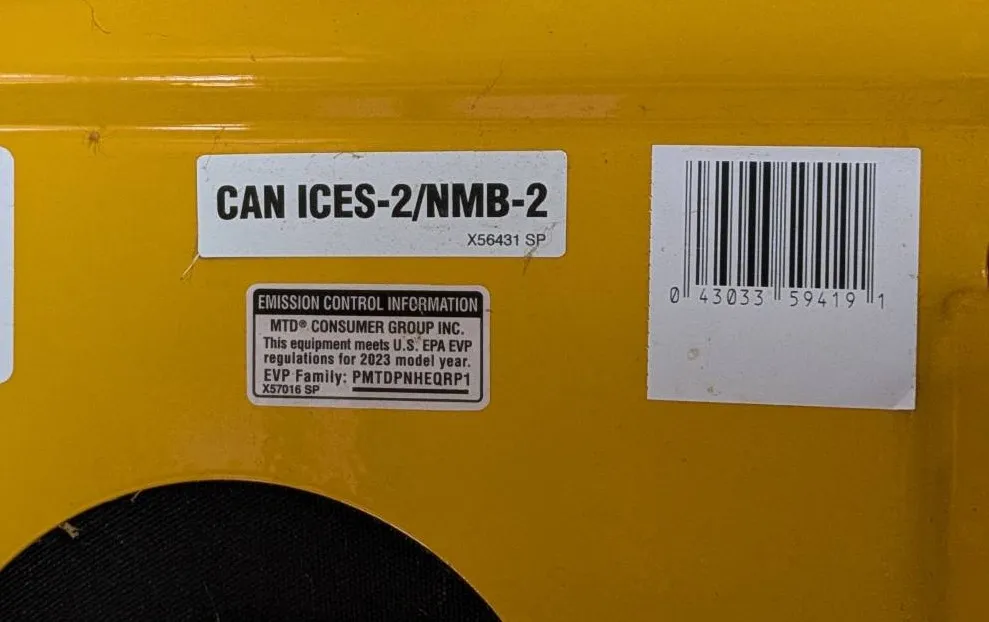 CAN ICES-2/NMB-2
X56431 SP
EMISSION CONTROL INFORMATION
MTD® CONSUMER GROUP INC.
This equipment meets U.S. EPA EVP
regulations for 2023 model year.
EVP Family: PMTDPNHEQRP1
X57016 SP
0 43033 59419 1